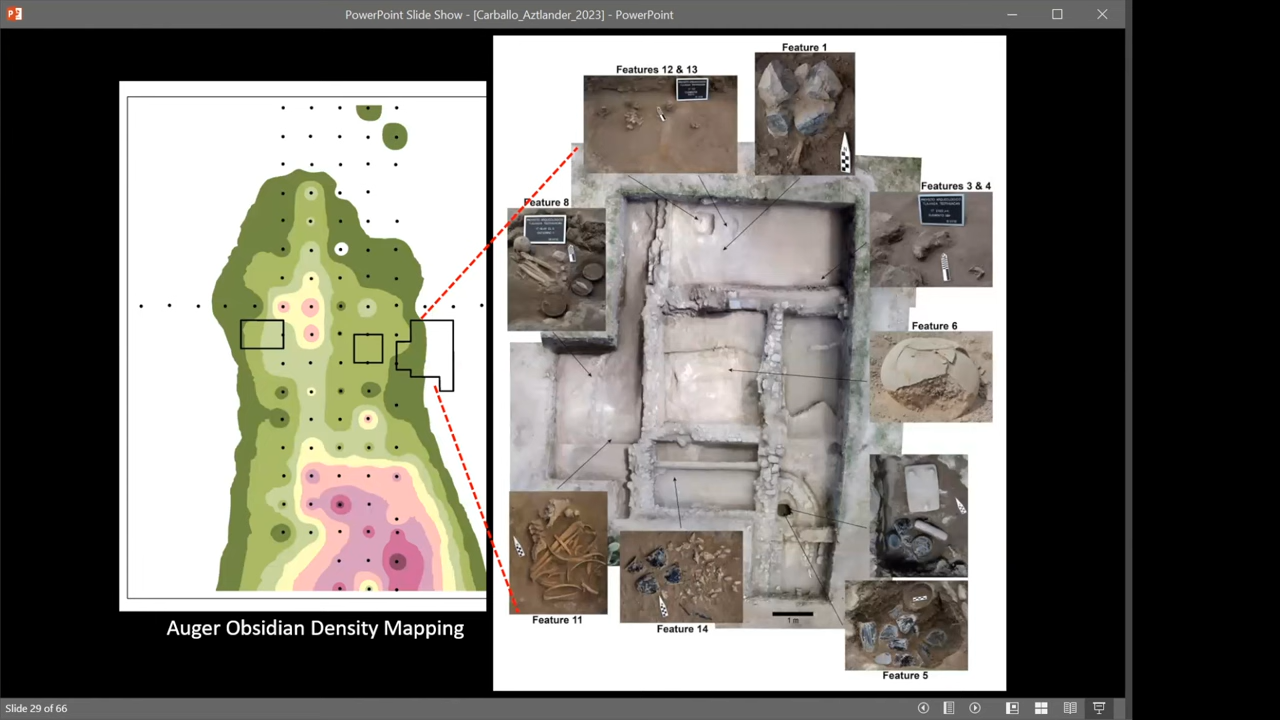 PowerPoint Slide Show - [Carballo_Aztlander_2023] - PowerPoint
Feature 1
Features 12 & 13
Features 3 & 4
Feature 8
Feature 6
Feature 11
Feature 14
1 m
Feature 5
Auger Obsidian Density Mapping
Slide 29 of 66